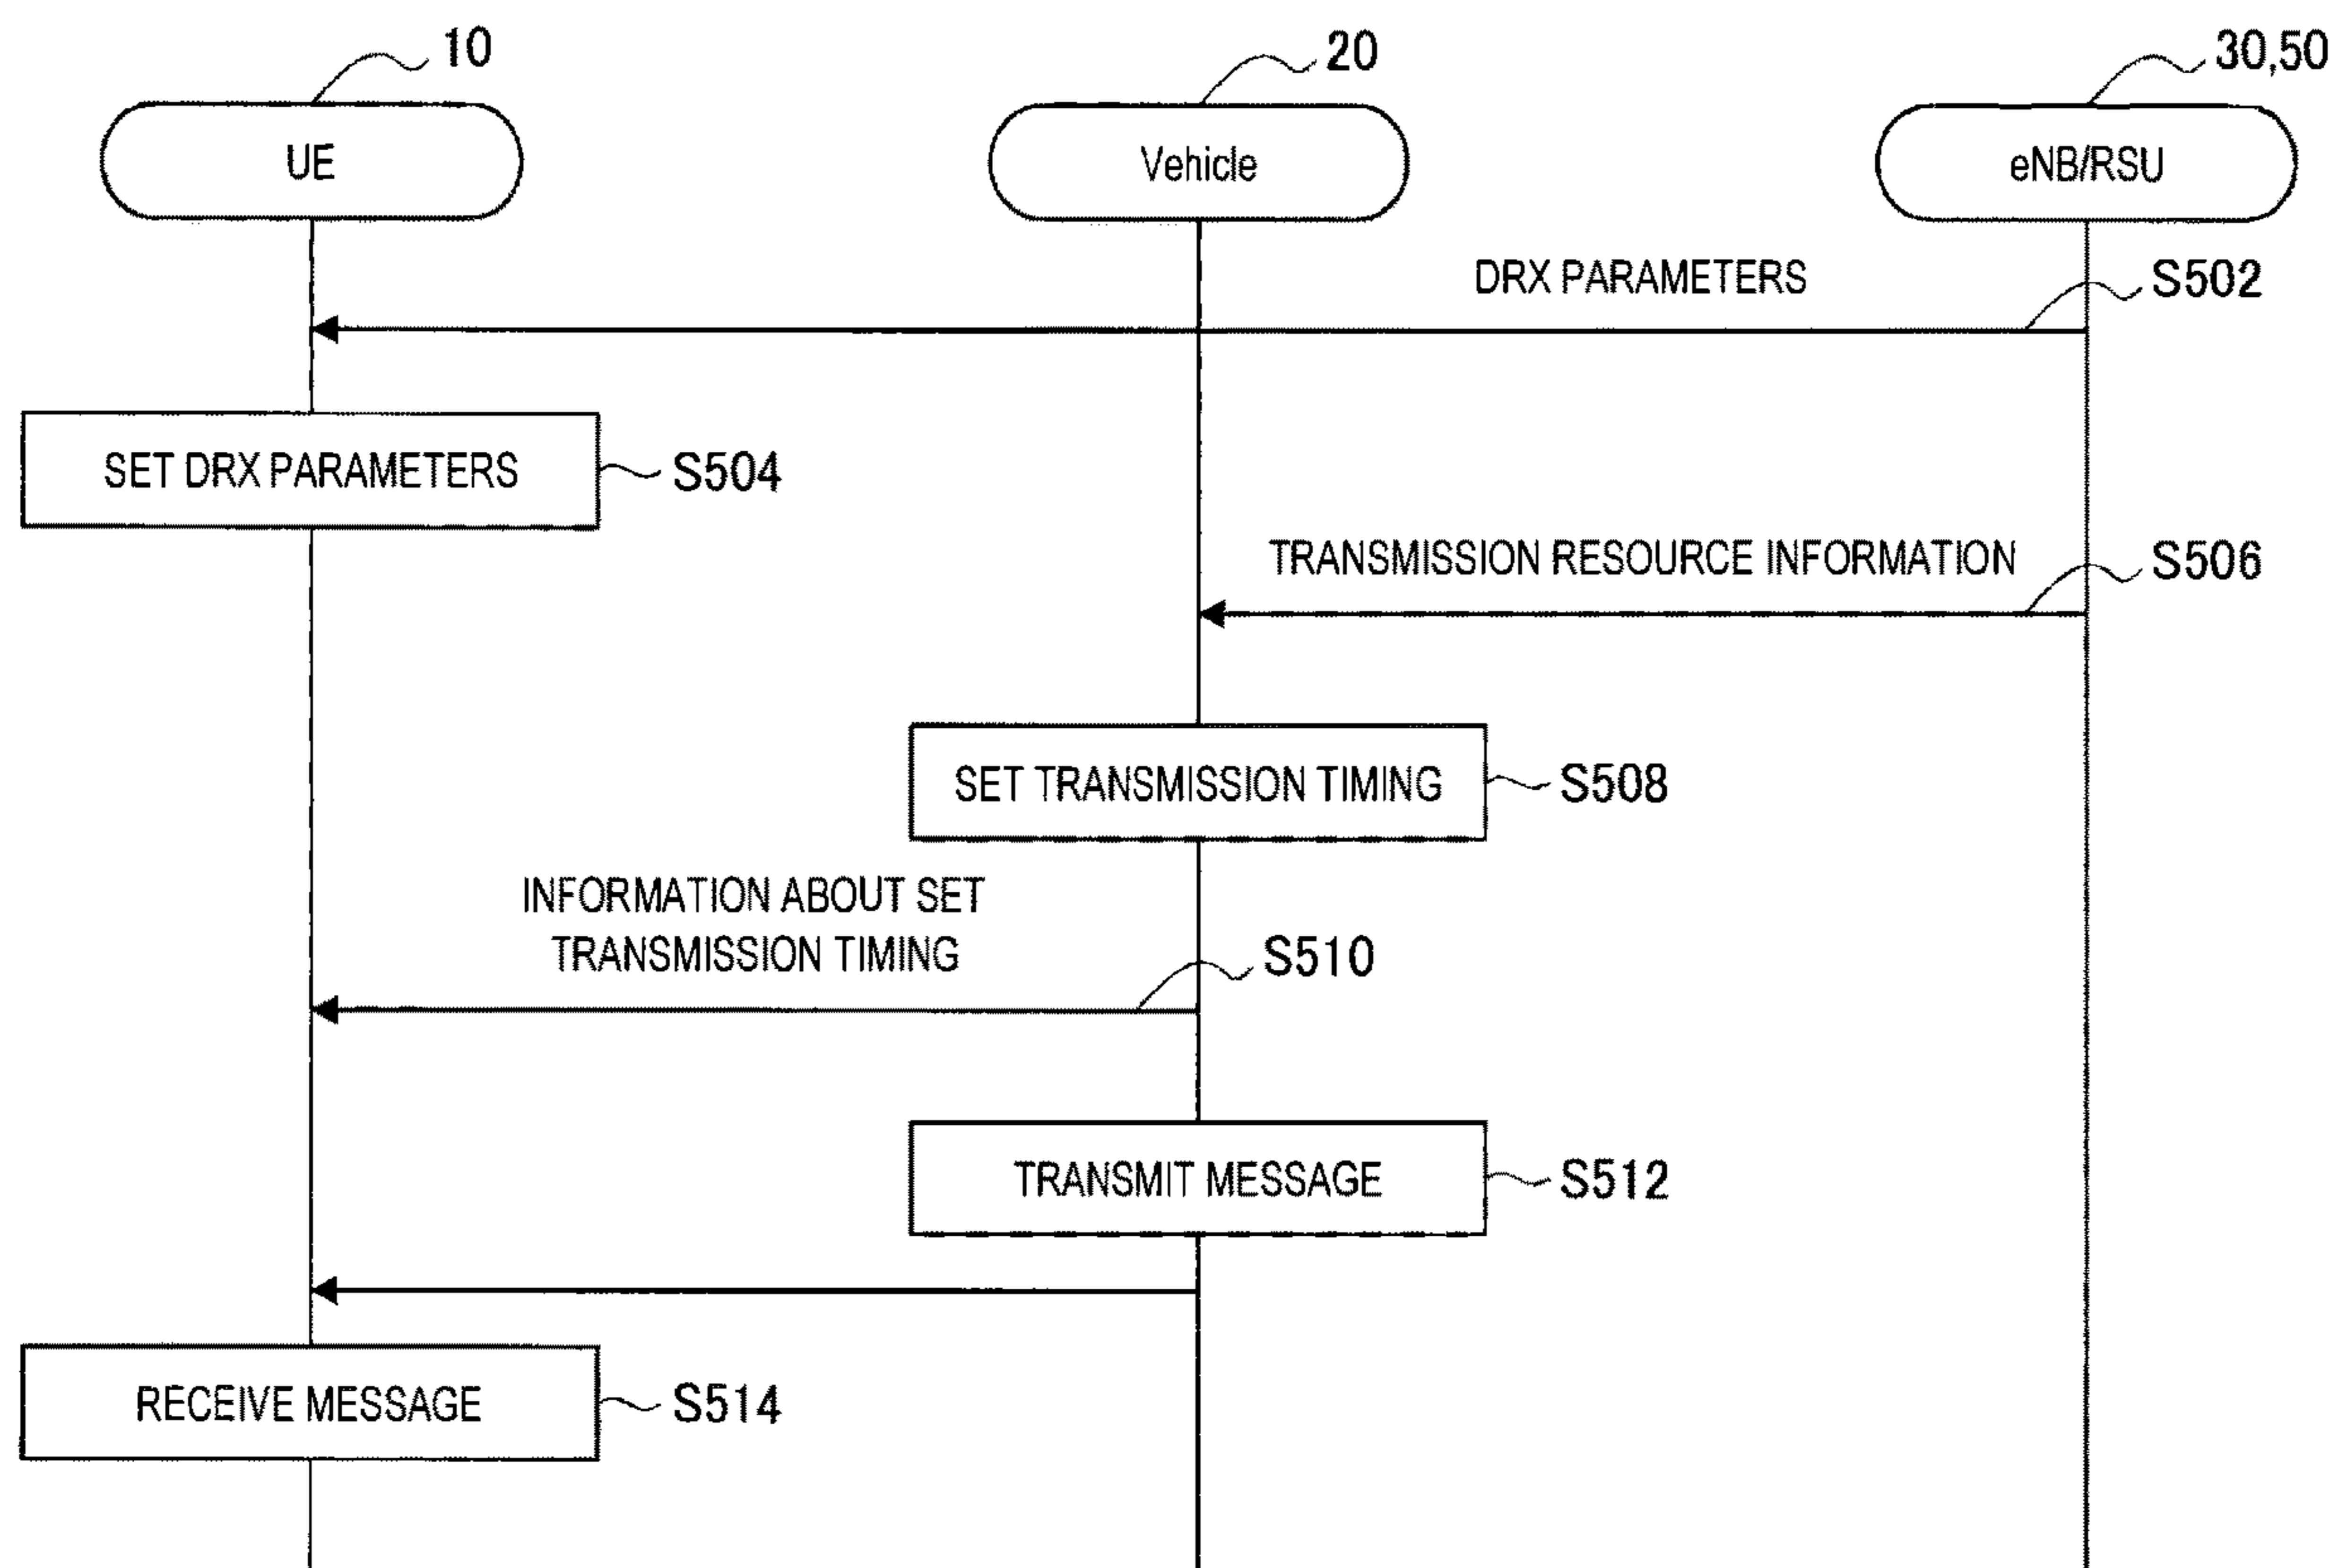 10
20
30,50
UE
Vehicle
eNB/RSU
DRX PARAMETERS
S502
SET DRX PARAMETERS
S504
TRANSMISSION RESOURCE INFORMATION
S506
SET TRANSMISSION TIMING
S508
INFORMATION ABOUT SET
TRANSMISSION TIMING
S510
TRANSMIT MESSAGE
S512
RECEIVE MESSAGE
S514